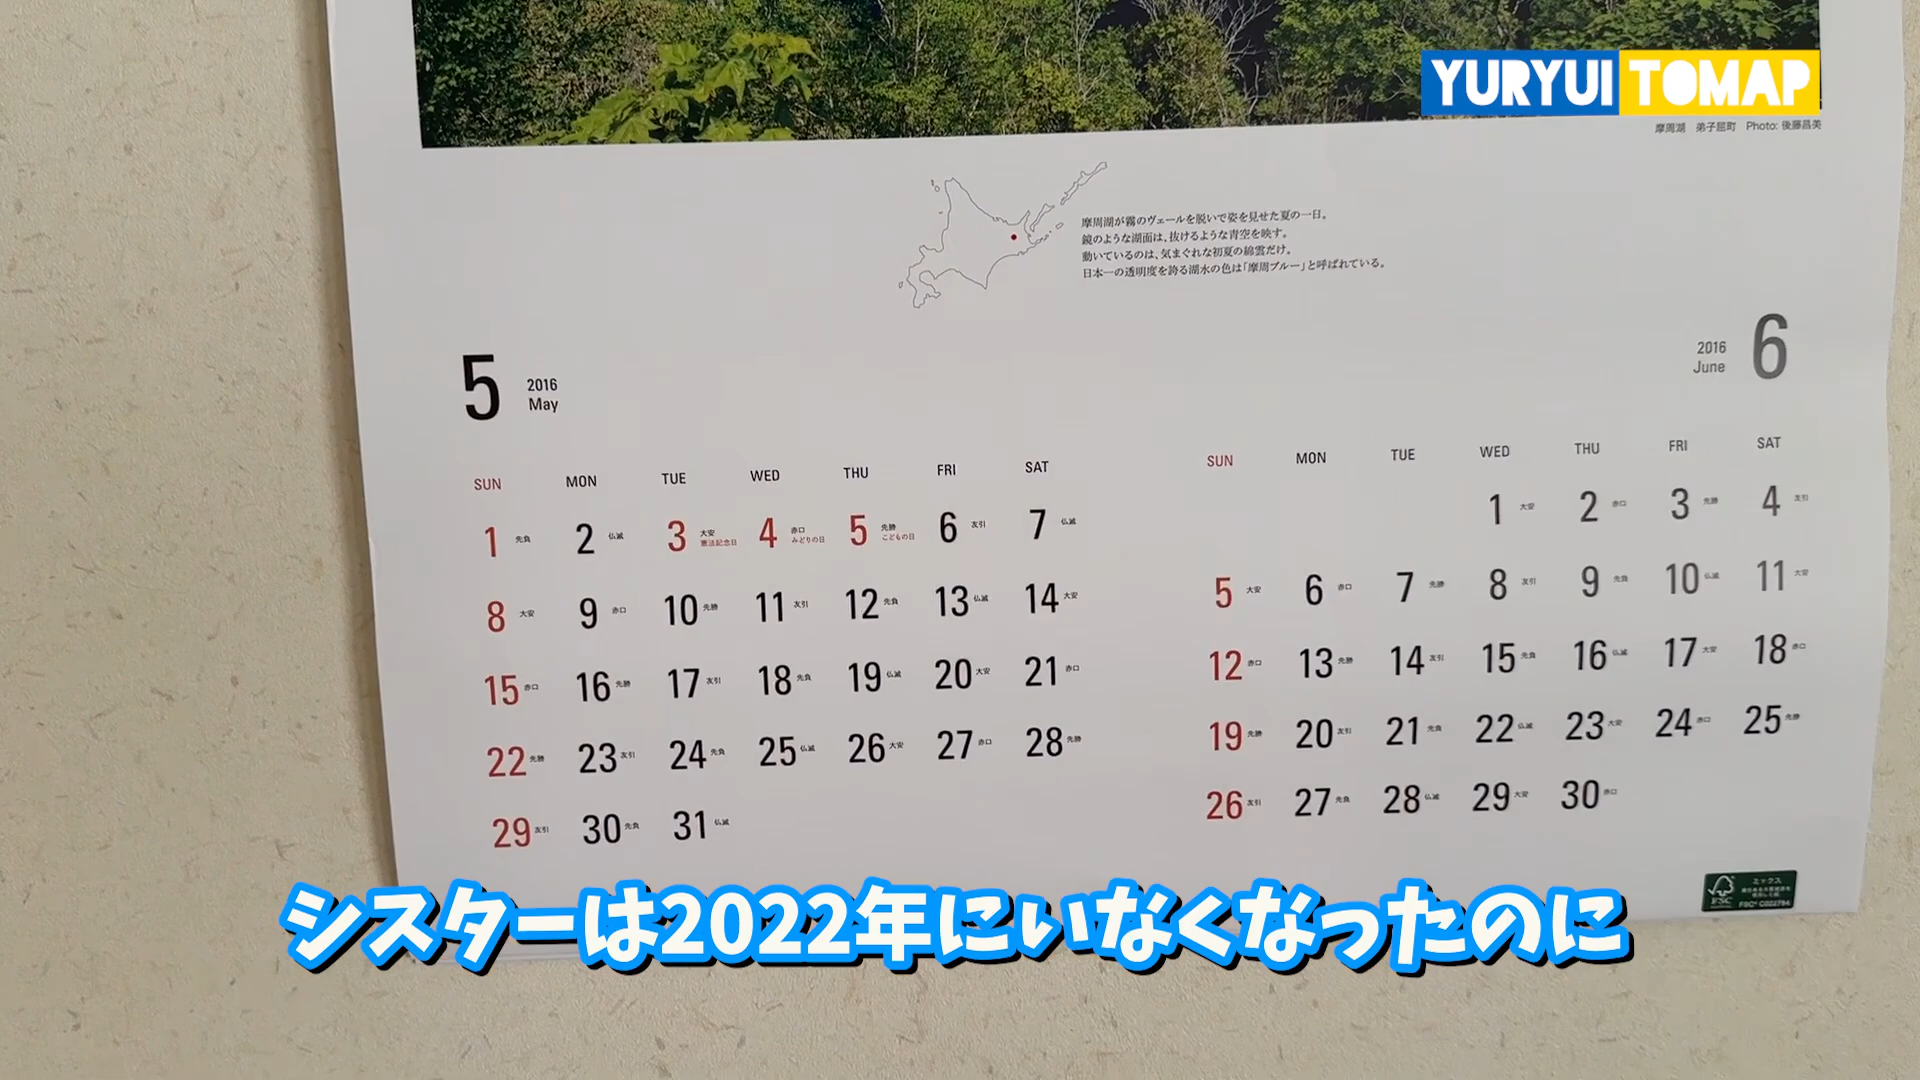 YURYUI TOMAP
摩周湖 弟子屈町 Photo: 後藤昌美
摩周湖が霧のヴェールを脱いで姿を見せた夏の一日。
鏡のような湖面は、抜けるような青空を映す。
動いているのは、気まぐれな初夏の綿雲だけ。
日本一の透明度を誇る湖水の色は「摩周ブルー」と呼ばれている。
5 2016 May
SUN MON TUE WED THU FRI SAT
1 先負 2 仏滅 3 大安 憲法記念日 4 赤口 みどりの日 5 先勝 こどもの日 6 友引 7 仏滅
8 大安 9 赤口 10 先勝 11 友引 12 先負 13 仏滅 14 大安
15 赤口 16 先勝 17 友引 18 先負 19 仏滅 20 大安 21 赤口
22 先勝 23 友引 24 先負 25 仏滅 26 大安 27 赤口 28 先勝
29 友引 30 先負 31 仏滅
2016 June 6
SUN MON TUE WED THU FRI SAT
1 大安 2 赤口 3 先勝 4 友引
5 大安 6 赤口 7 先勝 8 友引 9 先負 10 仏滅 11 大安
12 赤口 13 先勝 14 友引 15 先負 16 仏滅 17 大安 18 赤口
19 先勝 20 友引 21 先負 22 仏滅 23 大安 24 赤口 25 先勝
26 友引 27 先負 28 仏滅 29 大安 30 赤口
FSC
ミックス
FSC® C022794
シスターは2022年にいなくなったのに